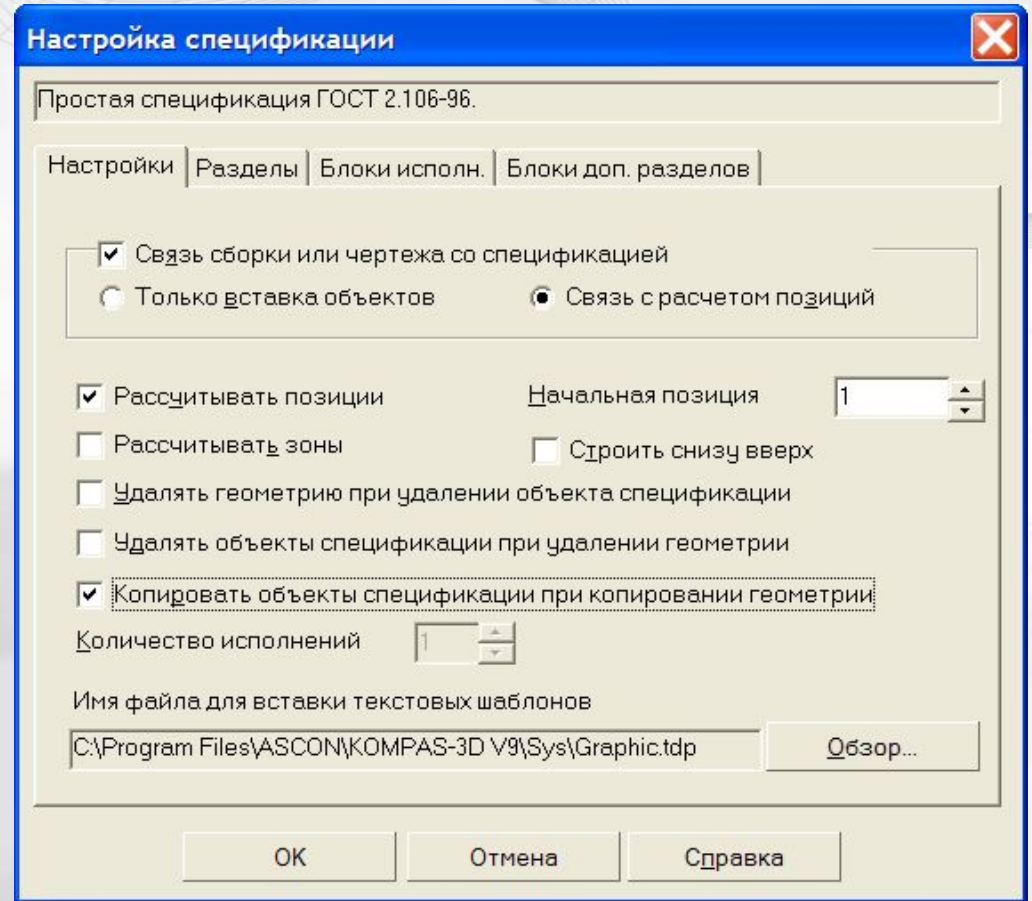 Настройка спецификации
Простая спецификация ГОСТ 2.106-96.
Настройки Разделы Блоки исполн. Блоки доп. разделов
Связь сборки или чертежа со спецификацией
Только вставка объектов Связь с расчетом позиций
Рассчитывать позиции Начальная позиция 1
Рассчитывать зоны Строить снизу вверх
Удалять геометрию при удалении объекта спецификации
Удалять объекты спецификации при удалении геометрии
Копировать объекты спецификации при копировании геометрии
Количество исполнений 1
Имя файла для вставки текстовых шаблонов
C:\Program Files\ASCON\KOMPAS-3D V9\Sys\Graphic.tdp Обзор...
OK Отмена Справка